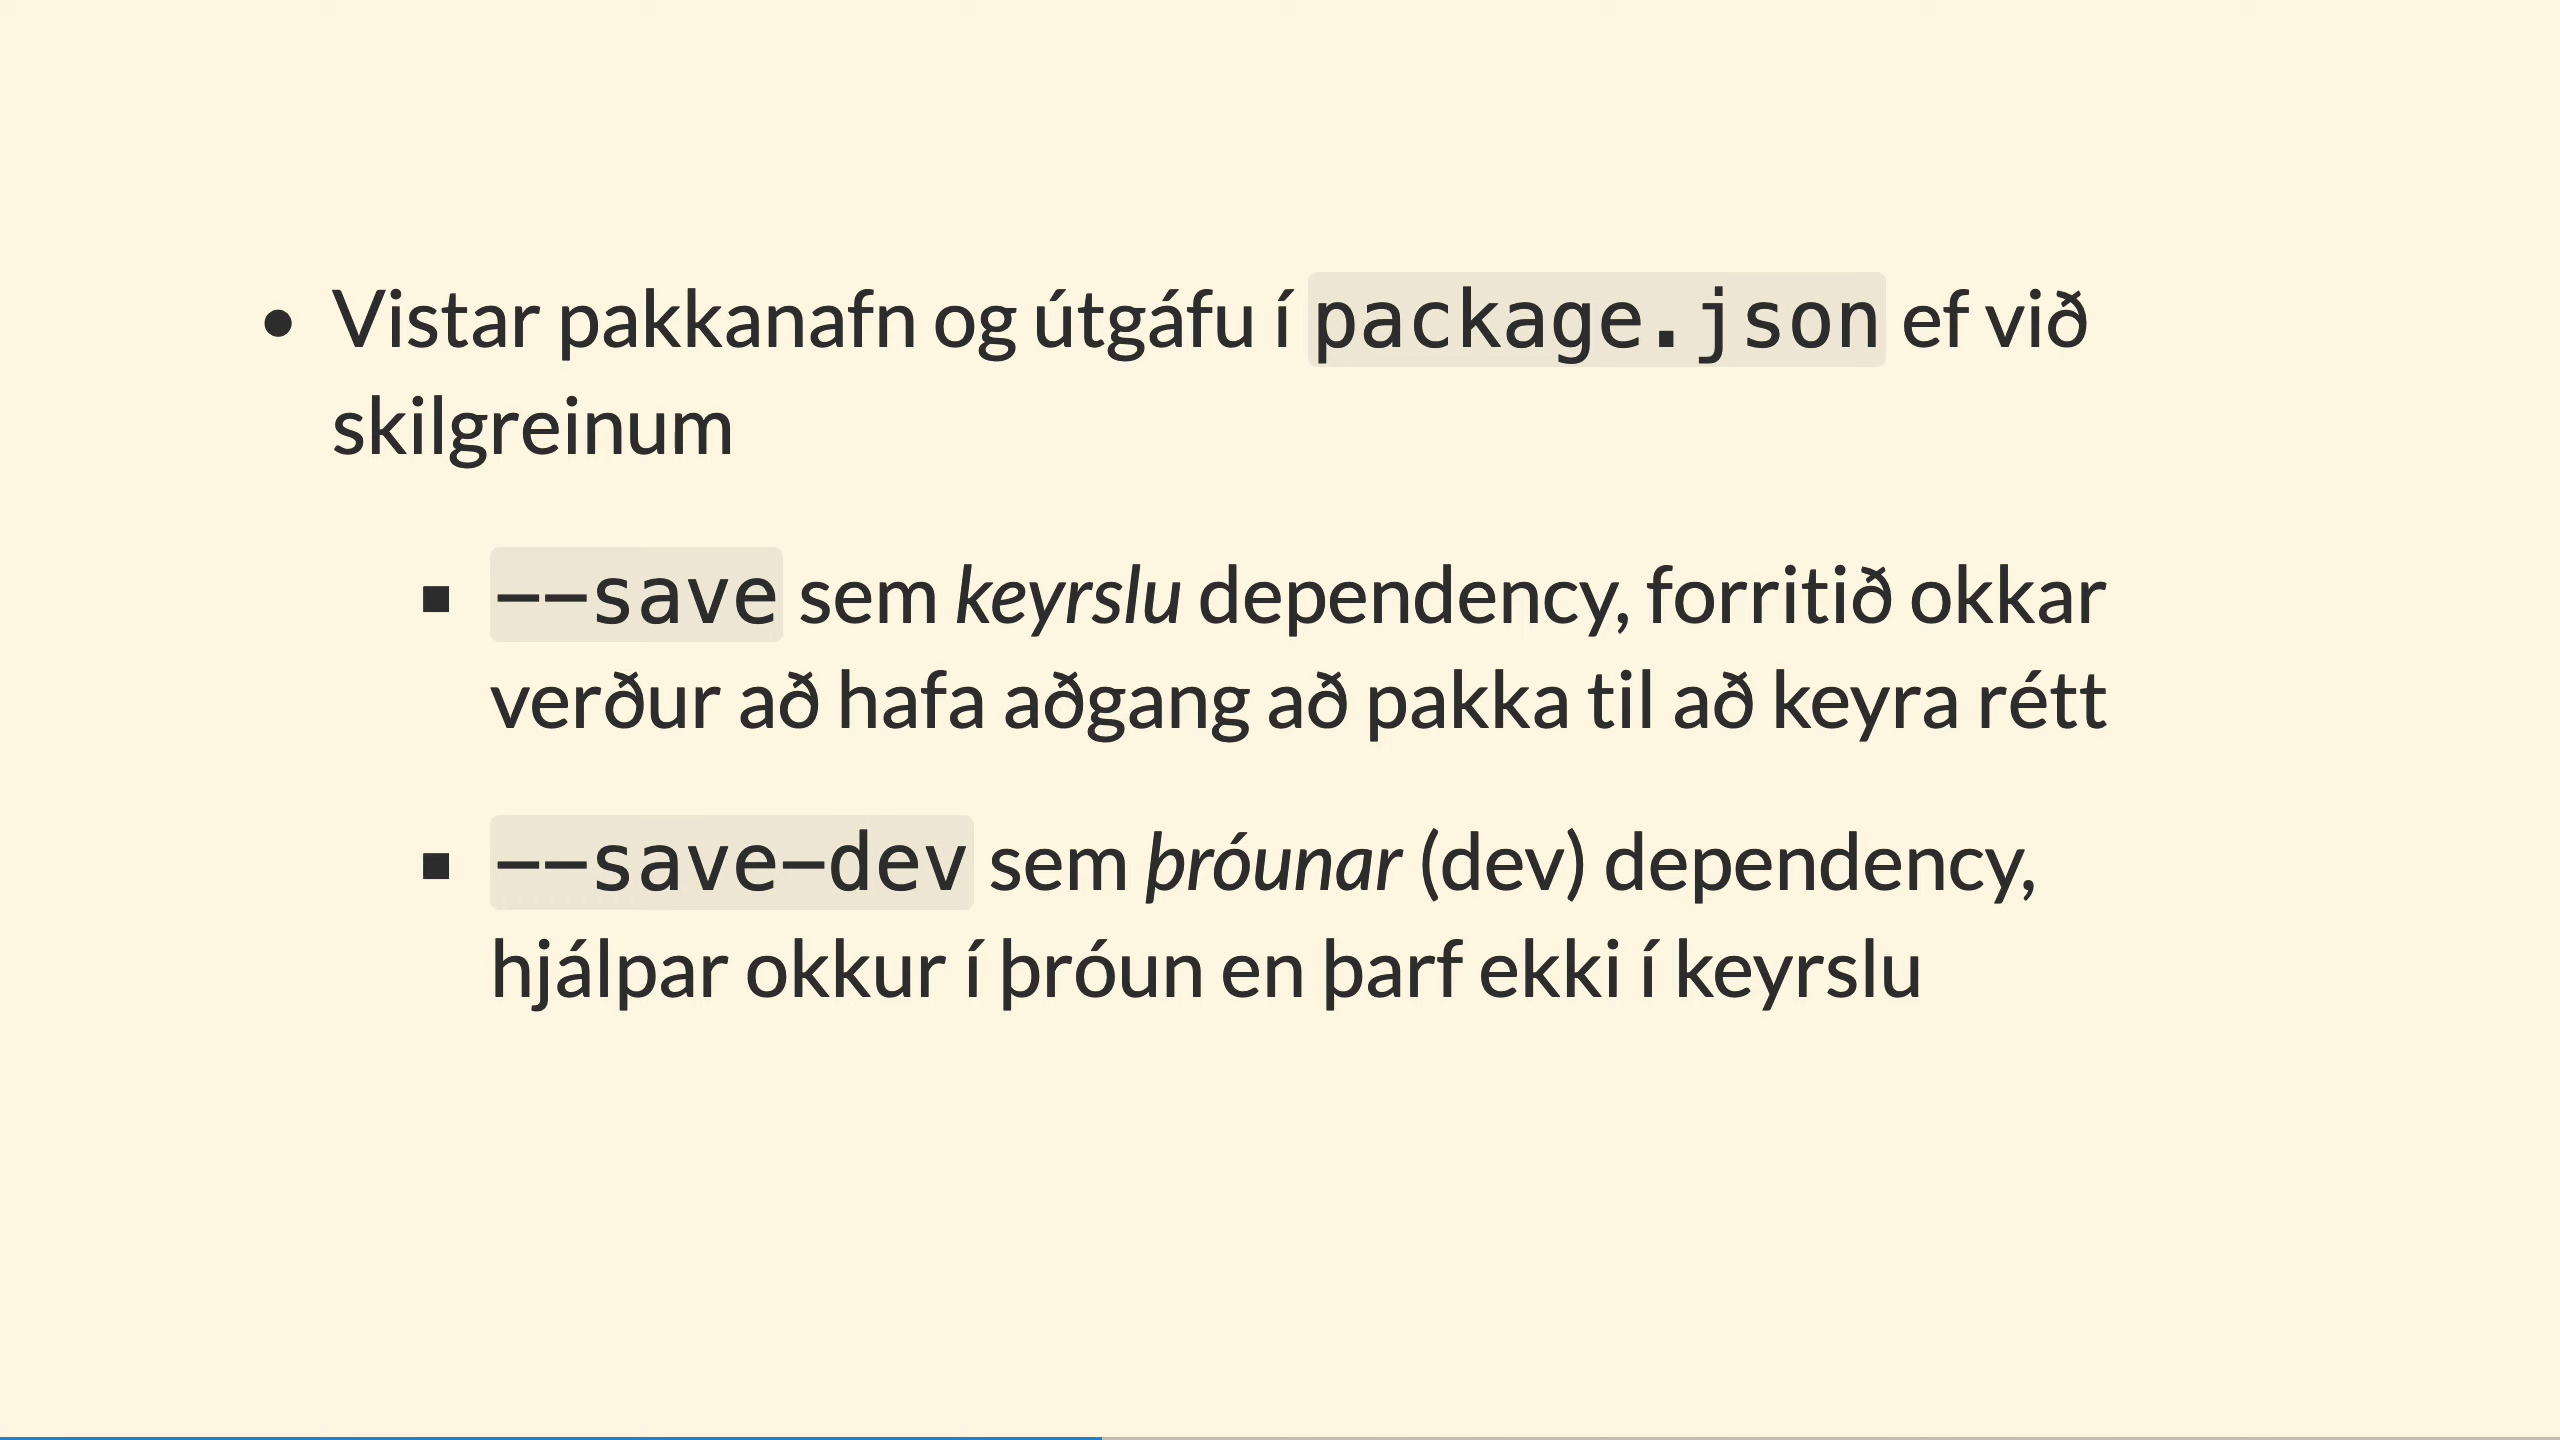 Vistar pakkanafn og útgáfu í package.json ef við
skilgreinum
--save sem keyrslu dependency, forritið okkar
verður að hafa aðgang að pakka til að keyra rétt
--save-dev sem þróunar (dev) dependency,
hjálpar okkur í þróun en þarf ekki í keyrslu